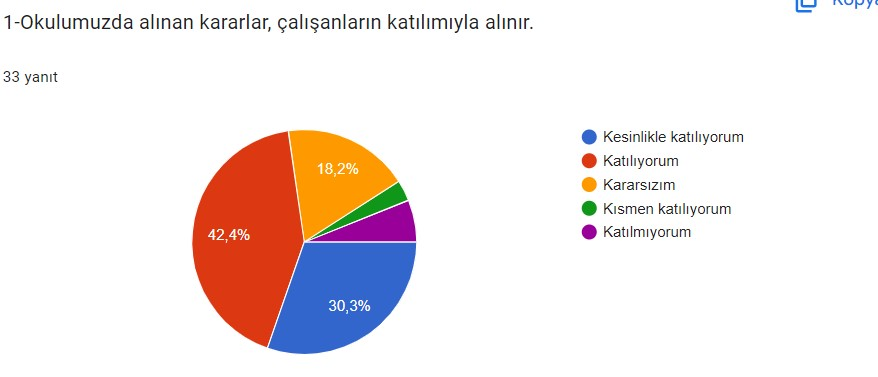 1-Okulumuzda alınan kararlar, çalışanların katılımıyla alınır.
33 yanıt
18,2%
42,4%
30,3%
Kesinlikle katılıyorum
Katılıyorum
Kararsızım
Kısmen katılıyorum
Katılmıyorum